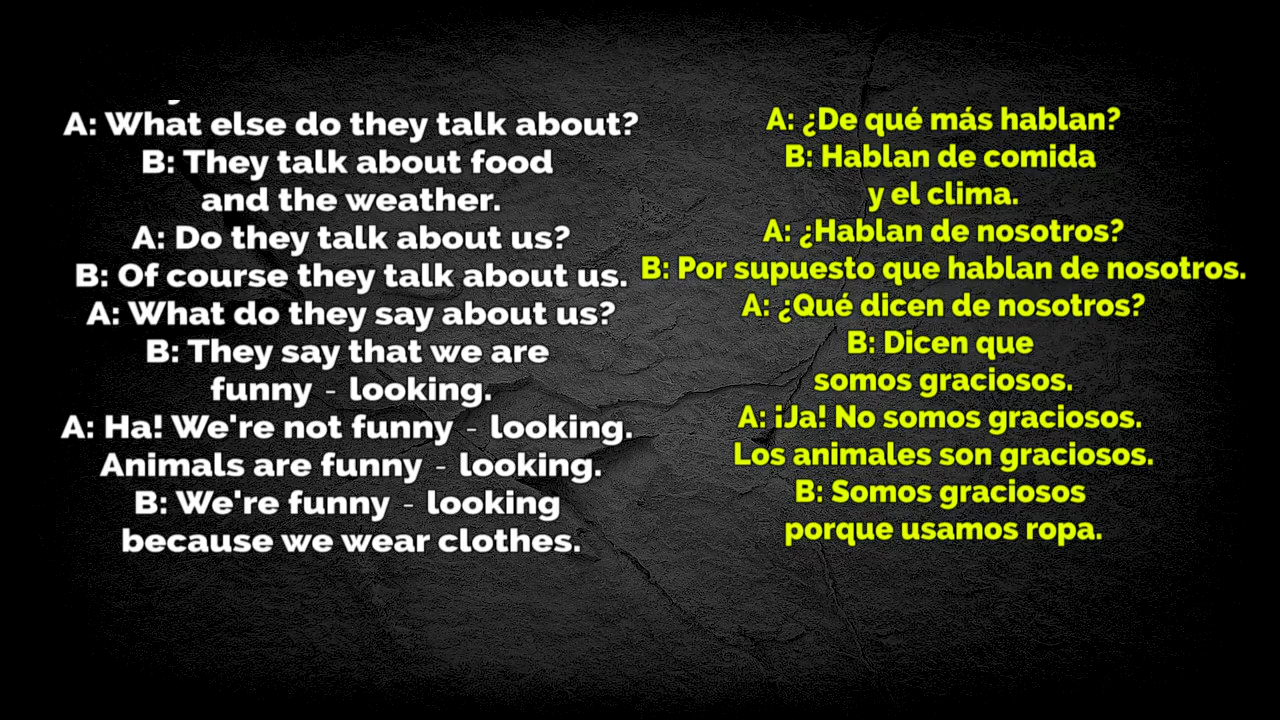 A: What else do they talk about?
B: They talk about food
and the weather.
A: Do they talk about us?
B: Of course they talk about us.
A: What do they say about us?
B: They say that we are
funny - looking.
A: Ha! We're not funny - looking.
Animals are funny - looking.
B: We're funny - looking
because we wear clothes.
A: ¿De qué más hablan?
B: Hablan de comida
y el clima.
A: ¿Hablan de nosotros?
B: Por supuesto que hablan de nosotros.
A: ¿Qué dicen de nosotros?
B: Dicen que
somos graciosos.
A: ¡Ja! No somos graciosos.
Los animales son graciosos.
B: Somos graciosos
porque usamos ropa.